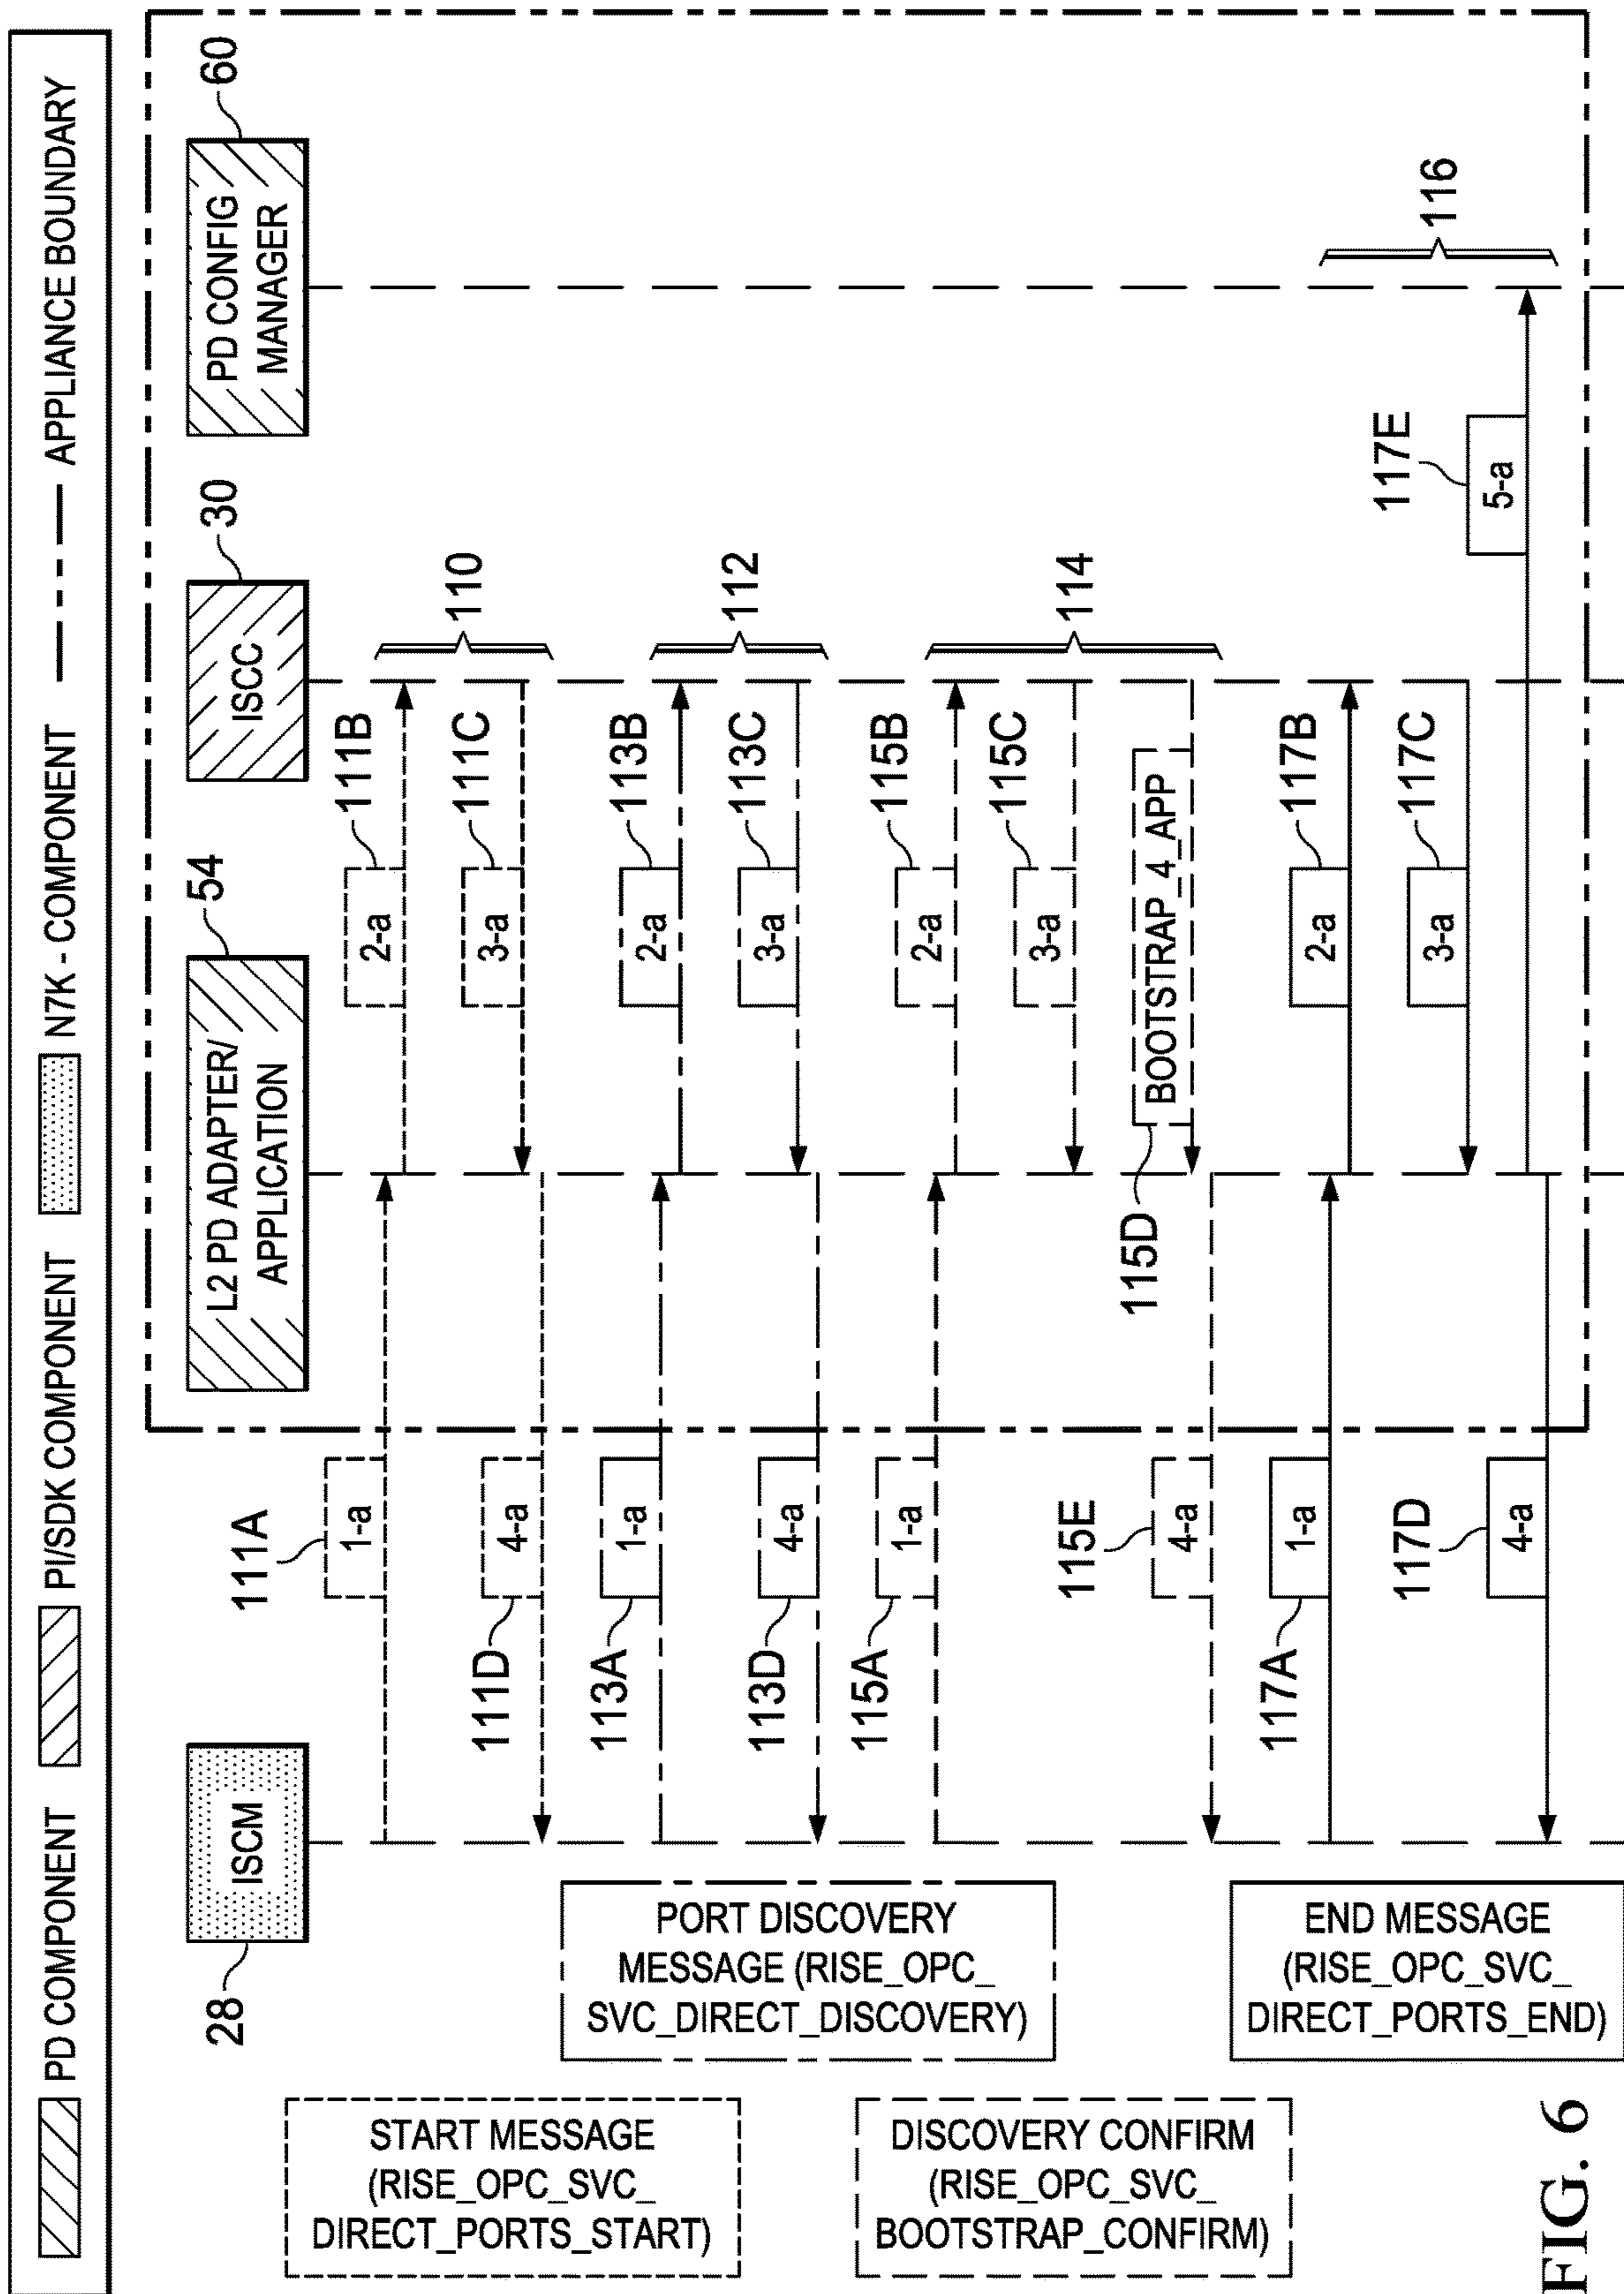 PD COMPONENT
PI/SDK COMPONENT
N7K - COMPONENT
APPLIANCE BOUNDARY
28
ISCM
54
L2 PD ADAPTER/
APPLICATION
30
ISCC
60
PD CONFIG
MANAGER
START MESSAGE
(RISE_OPC_SVC_
DIRECT_PORTS_START)
111A
1-a
2-a
111B
3-a
111C
111D
4-a
110
PORT DISCOVERY
MESSAGE (RISE_OPC_
SVC_DIRECT_DISCOVERY)
113A
1-a
2-a
113B
3-a
113C
113D
4-a
112
DISCOVERY CONFIRM
(RISE_OPC_SVC_
BOOTSTRAP_CONFIRM)
115A
1-a
2-a
115B
3-a
115C
115D
BOOTSTRAP_4_APP
115E
4-a
114
END MESSAGE
(RISE_OPC_SVC_
DIRECT_PORTS_END)
117A
1-a
2-a
117B
3-a
117C
117E
5-a
117D
4-a
116
FIG. 6